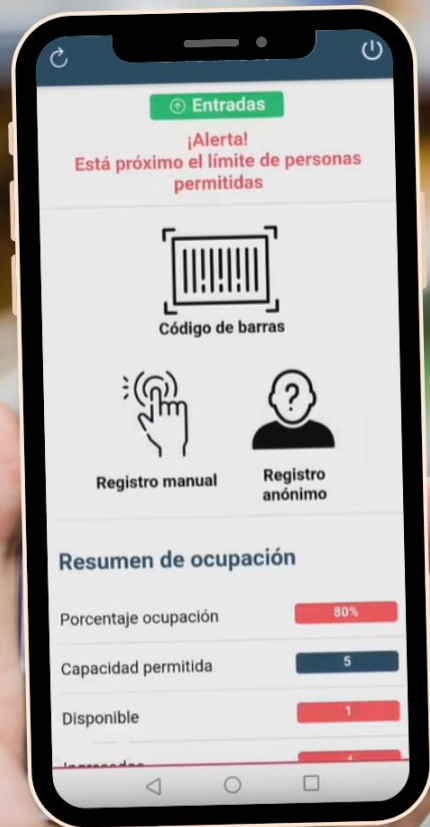 Entradas
¡Alerta!
Está próximo el límite de personas
permitidas
Código de barras
Registro manual
Registro
anónimo
Resumen de ocupación
Porcentaje ocupación 80%
Capacidad permitida 5
Disponible 1
Ingresados 4